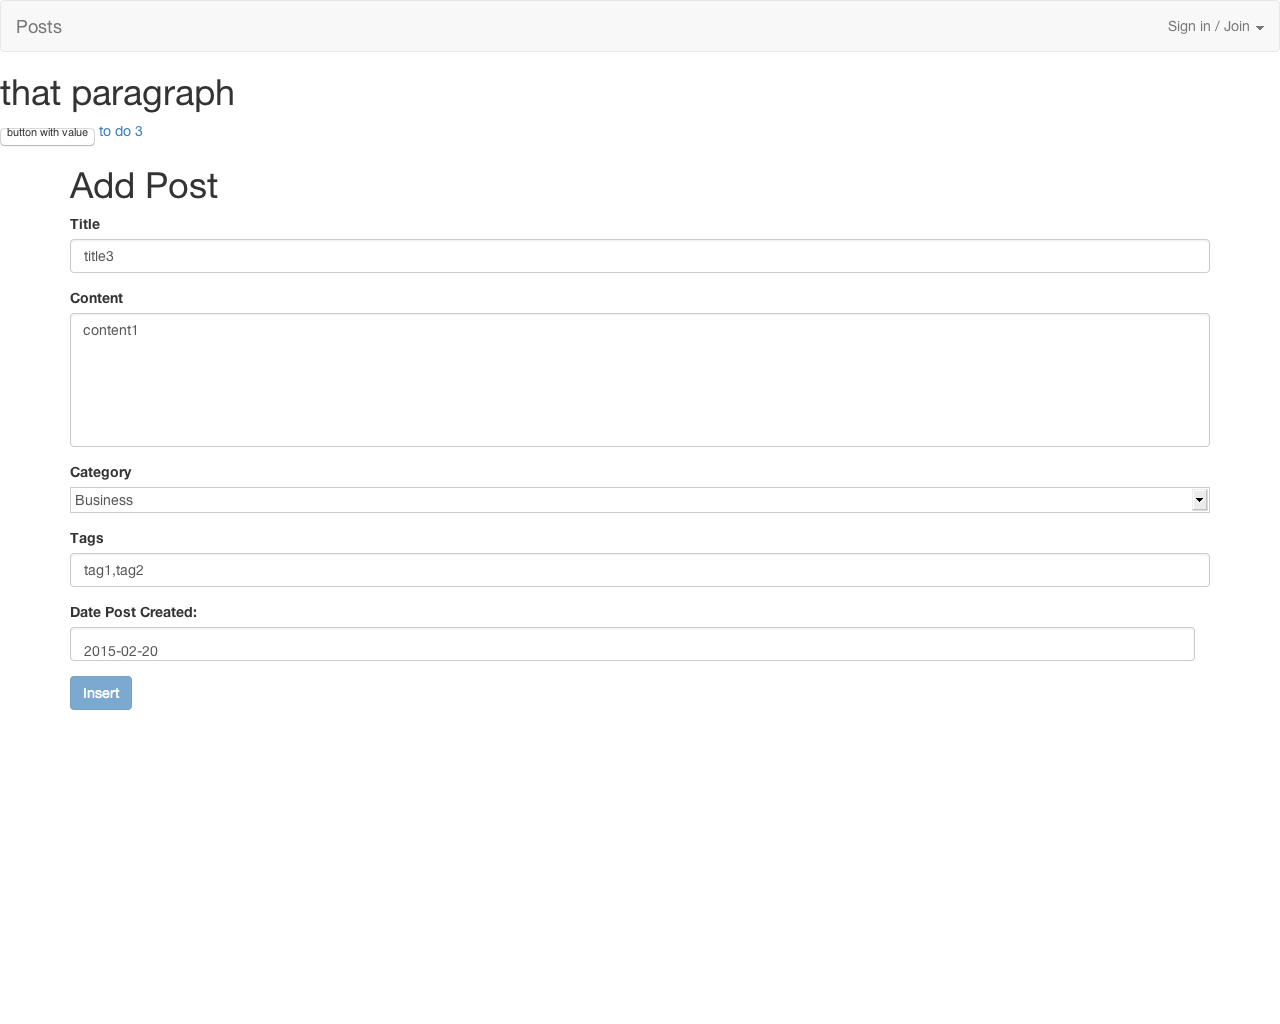 Posts
Sign in / Join
that paragraph
button with value to do 3
Add Post
Title
title3
Content
content1
Category
Business
Tags
tag1,tag2
Date Post Created:
2015-02-20
Insert